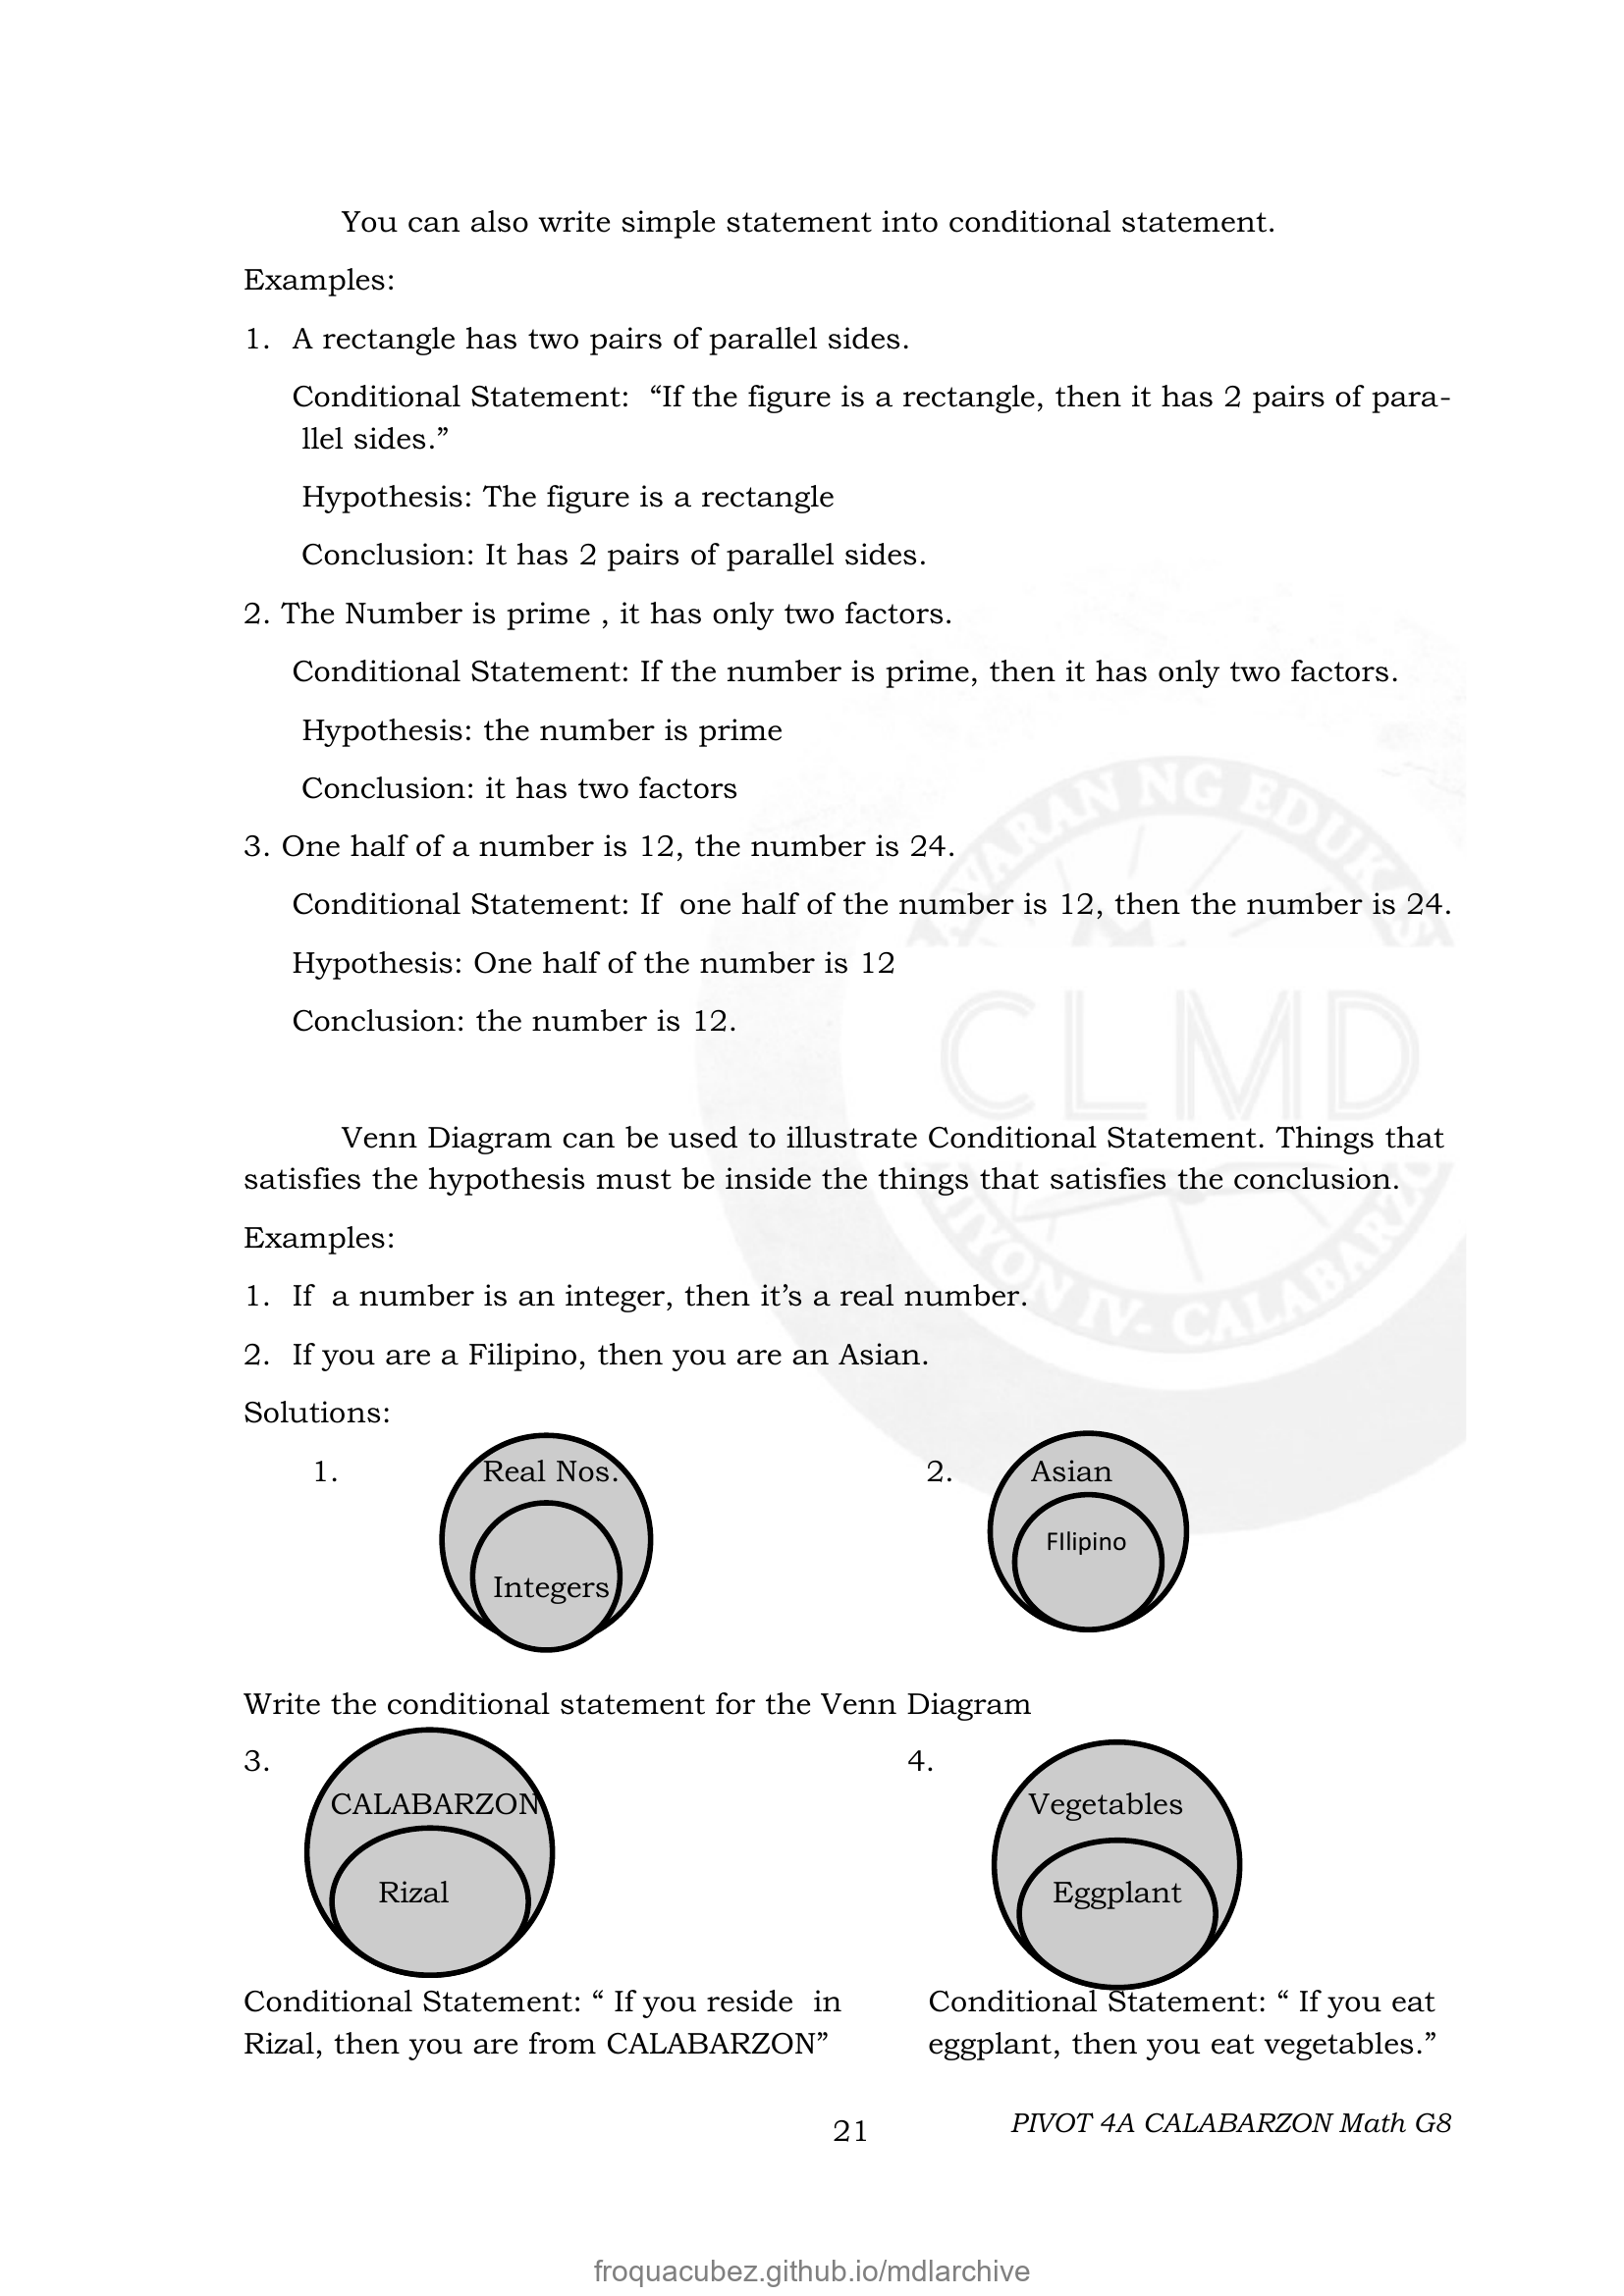 You can also write simple statement into conditional statement.
Examples:
1. A rectangle has two pairs of parallel sides.
Conditional Statement: “If the figure is a rectangle, then it has 2 pairs of para-
llel sides.”
Hypothesis: The figure is a rectangle
Conclusion: It has 2 pairs of parallel sides.
2. The Number is prime , it has only two factors.
Conditional Statement: If the number is prime, then it has only two factors.
Hypothesis: the number is prime
Conclusion: it has two factors
3. One half of a number is 12, the number is 24.
Conditional Statement: If one half of the number is 12, then the number is 24.
Hypothesis: One half of the number is 12
Conclusion: the number is 12.
CLMD
Venn Diagram can be used to illustrate Conditional Statement. Things that
satisfies the hypothesis must be inside the things that satisfies the conclusion.
Examples:
1. If a number is an integer, then it’s a real number.
2. If you are a Filipino, then you are an Asian.
IV- CALABARZO
Solutions:
1.
Real Nos.
Integers
2.
Asian
FIlipino
Write the conditional statement for the Venn Diagram
3.
CALABARZON
Rizal
4.
Vegetables
Eggplant
Conditional Statement: “ If you reside in
Rizal, then you are from CALABARZON”
Conditional Statement: “ If you eat
eggplant, then you eat vegetables.”
21
PIVOT 4A CALABARZON Math G8
froquacubez.github.io/mdlarchive